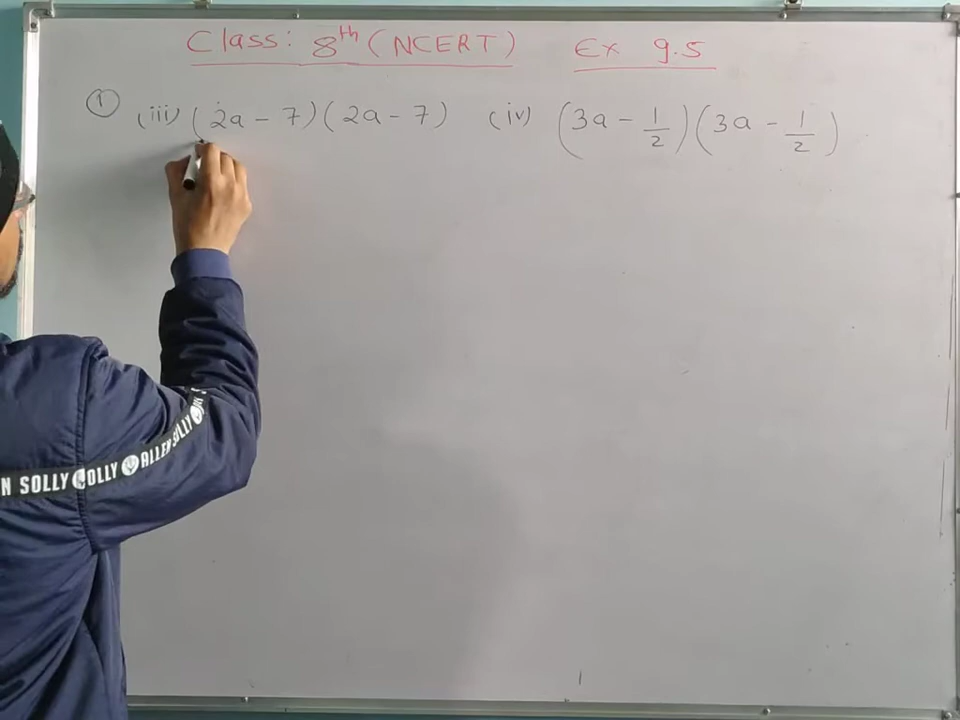 Class: 8th (NCERT) Ex 9.5
① (iii) (2a - 7)(2a - 7) (iv) (3a - 1/2)(3a - 1/2)
N SOLLY OLLY ALLEN SOLLY